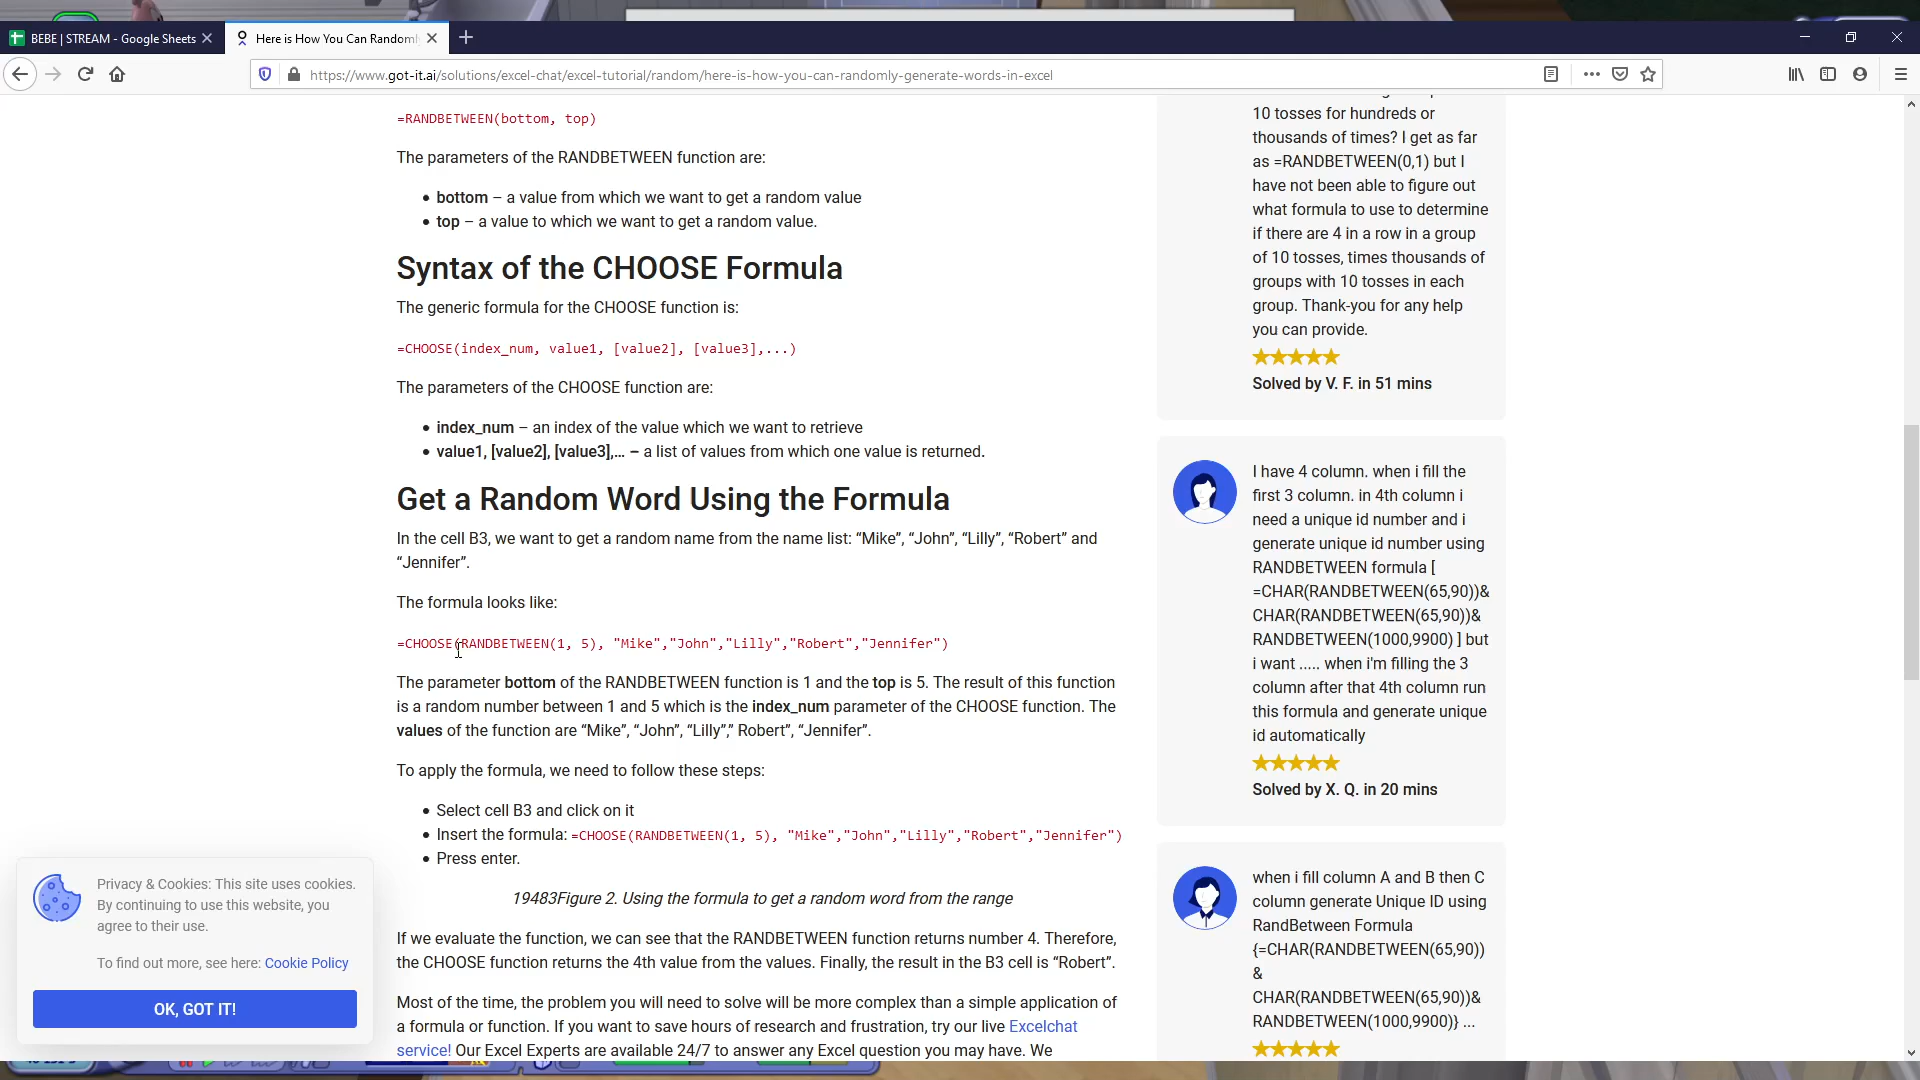 BEBE | STREAM - Google Sheets
Here is How You Can Randoml
https://www.got-it.ai/solutions/excel-chat/excel-tutorial/random/here-is-how-you-can-randomly-generate-words-in-excel
=RANDBETWEEN(bottom, top)
The parameters of the RANDBETWEEN function are:
• bottom – a value from which we want to get a random value
• top – a value to which we want to get a random value.
Syntax of the CHOOSE Formula
The generic formula for the CHOOSE function is:
=CHOOSE(index_num, value1, [value2], [value3],...)
The parameters of the CHOOSE function are:
• index_num – an index of the value which we want to retrieve
• value1, [value2], [value3],… – a list of values from which one value is returned.
Get a Random Word Using the Formula
In the cell B3, we want to get a random name from the name list: “Mike”, “John”, “Lilly”, “Robert” and
“Jennifer”.
The formula looks like:
=CHOOSE(RANDBETWEEN(1, 5), "Mike","John","Lilly","Robert","Jennifer")
The parameter bottom of the RANDBETWEEN function is 1 and the top is 5. The result of this function
is a random number between 1 and 5 which is the index_num parameter of the CHOOSE function. The
values of the function are “Mike”, “John”, “Lilly”,” Robert”, “Jennifer”.
To apply the formula, we need to follow these steps:
• Select cell B3 and click on it
• Insert the formula: =CHOOSE(RANDBETWEEN(1, 5), "Mike","John","Lilly","Robert","Jennifer")
• Press enter.
19483Figure 2. Using the formula to get a random word from the range
If we evaluate the function, we can see that the RANDBETWEEN function returns number 4. Therefore,
the CHOOSE function returns the 4th value from the values. Finally, the result in the B3 cell is “Robert”.
Most of the time, the problem you will need to solve will be more complex than a simple application of
a formula or function. If you want to save hours of research and frustration, try our live Excelchat
service! Our Excel Experts are available 24/7 to answer any Excel question you may have. We
10 tosses for hundreds or
thousands of times? I get as far
as =RANDBETWEEN(0,1) but I
have not been able to figure out
what formula to use to determine
if there are 4 in a row in a group
of 10 tosses, times thousands of
groups with 10 tosses in each
group. Thank-you for any help
you can provide.
Solved by V. F. in 51 mins
I have 4 column. when i fill the
first 3 column. in 4th column i
need a unique id number and i
generate unique id number using
RANDBETWEEN formula [
=CHAR(RANDBETWEEN(65,90))&
CHAR(RANDBETWEEN(65,90))&
RANDBETWEEN(1000,9900) ] but
i want ..... when i'm filling the 3
column after that 4th column run
this formula and generate unique
id automatically
Solved by X. Q. in 20 mins
when i fill column A and B then C
column generate Unique ID using
RandBetween Formula
{=CHAR(RANDBETWEEN(65,90))
&
CHAR(RANDBETWEEN(65,90))&
RANDBETWEEN(1000,9900)} ...
Privacy & Cookies: This site uses cookies.
By continuing to use this website, you
agree to their use.
To find out more, see here: Cookie Policy
OK, GOT IT!